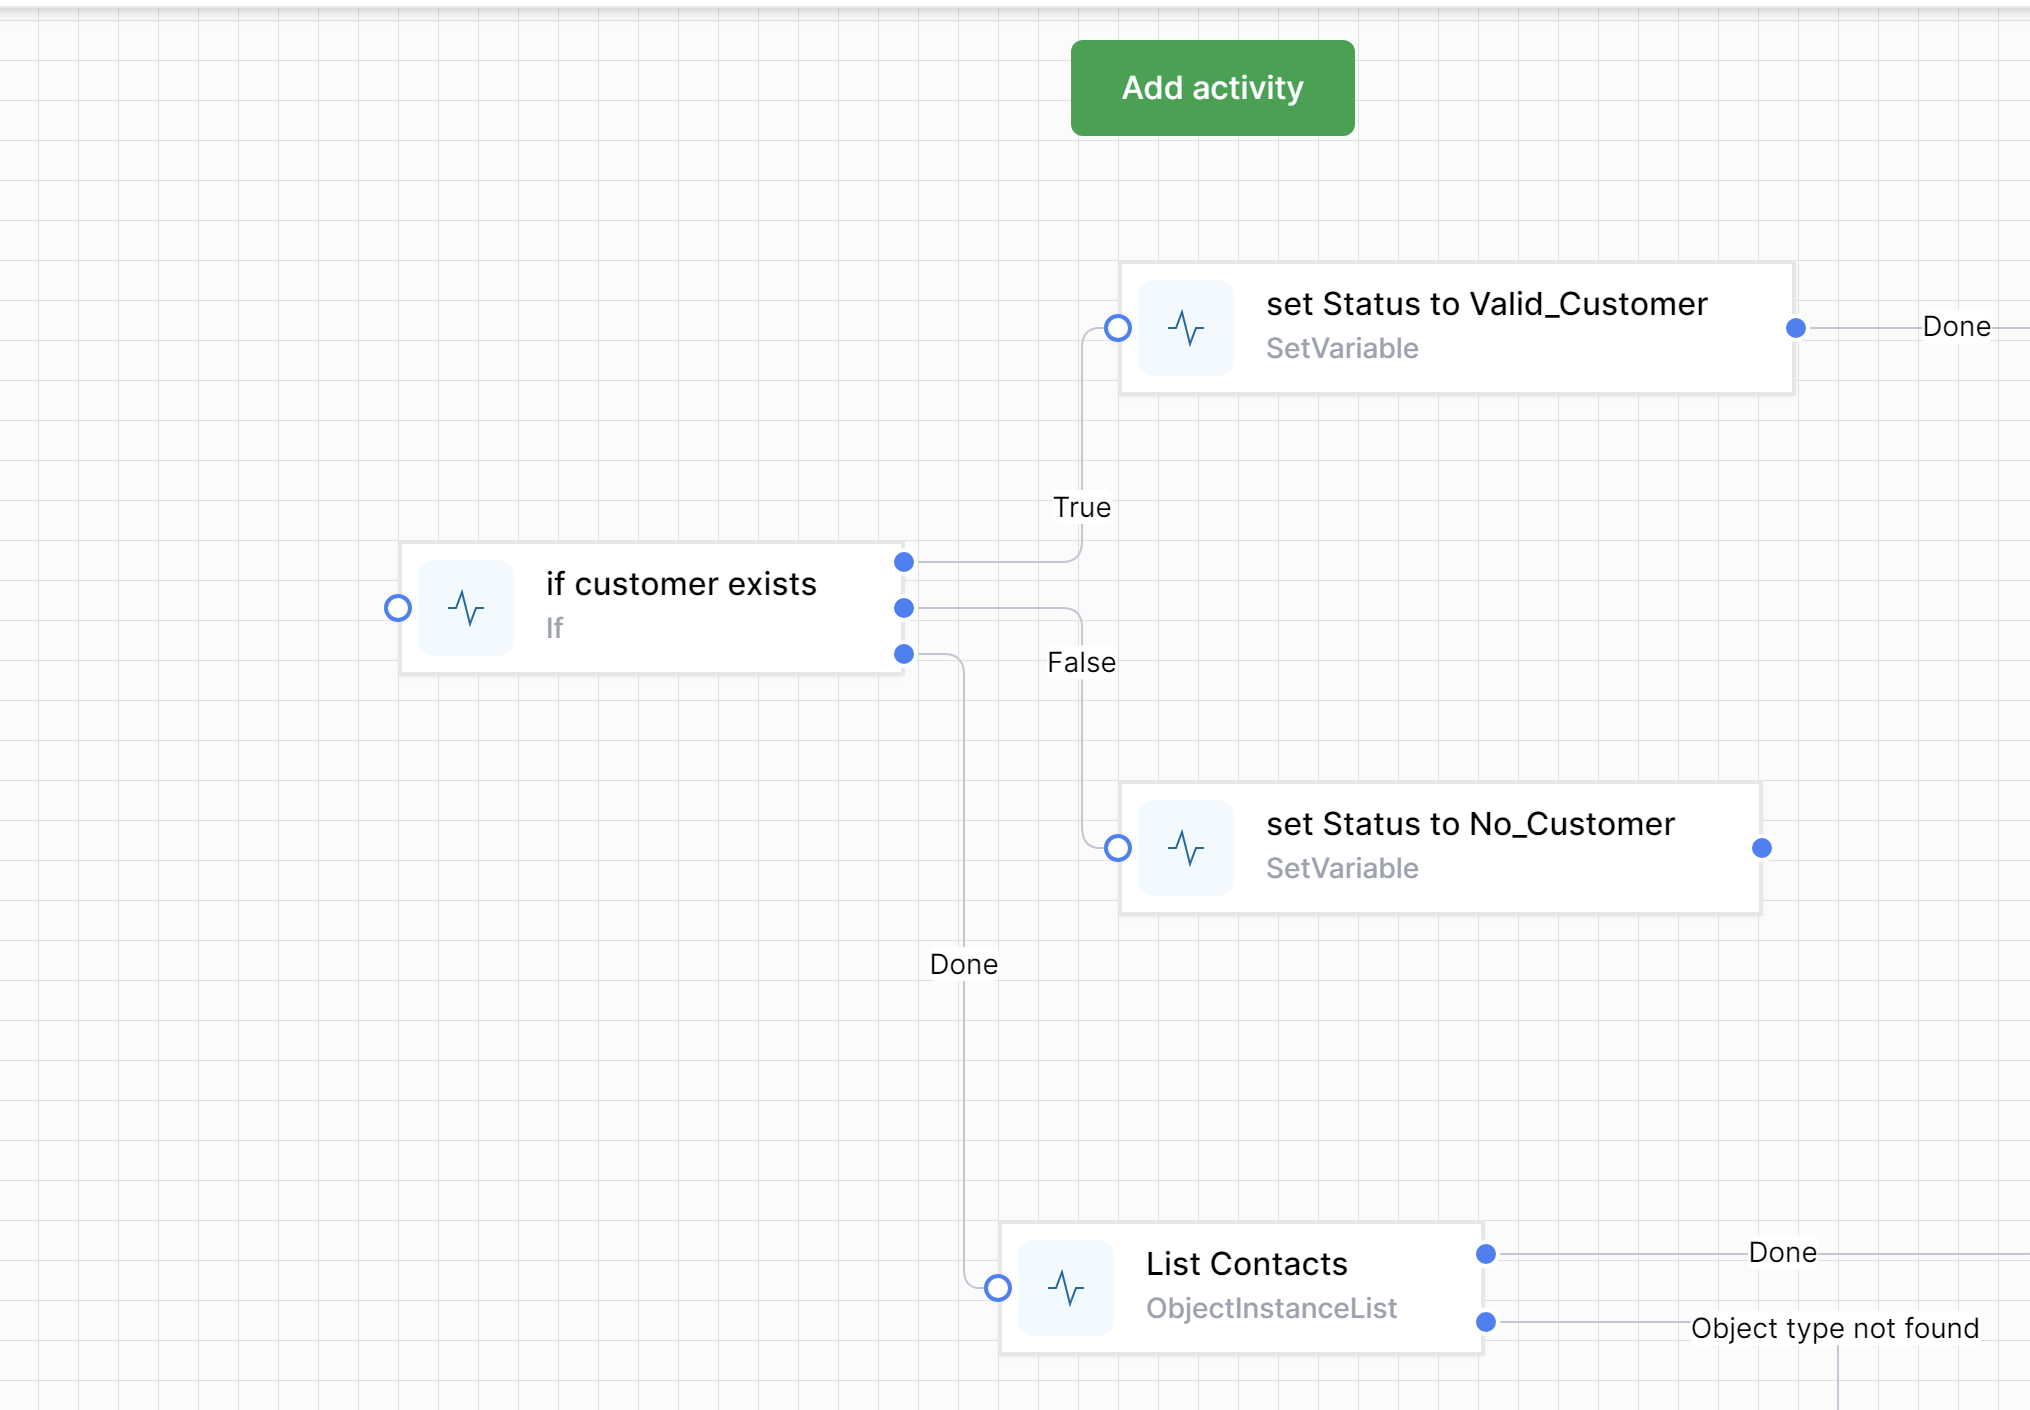 Add activity
set Status to Valid_Customer
SetVariable
Done
True
if customer exists
If
False
set Status to No_Customer
SetVariable
Done
List Contacts
ObjectInstanceList
Done
Object type not found